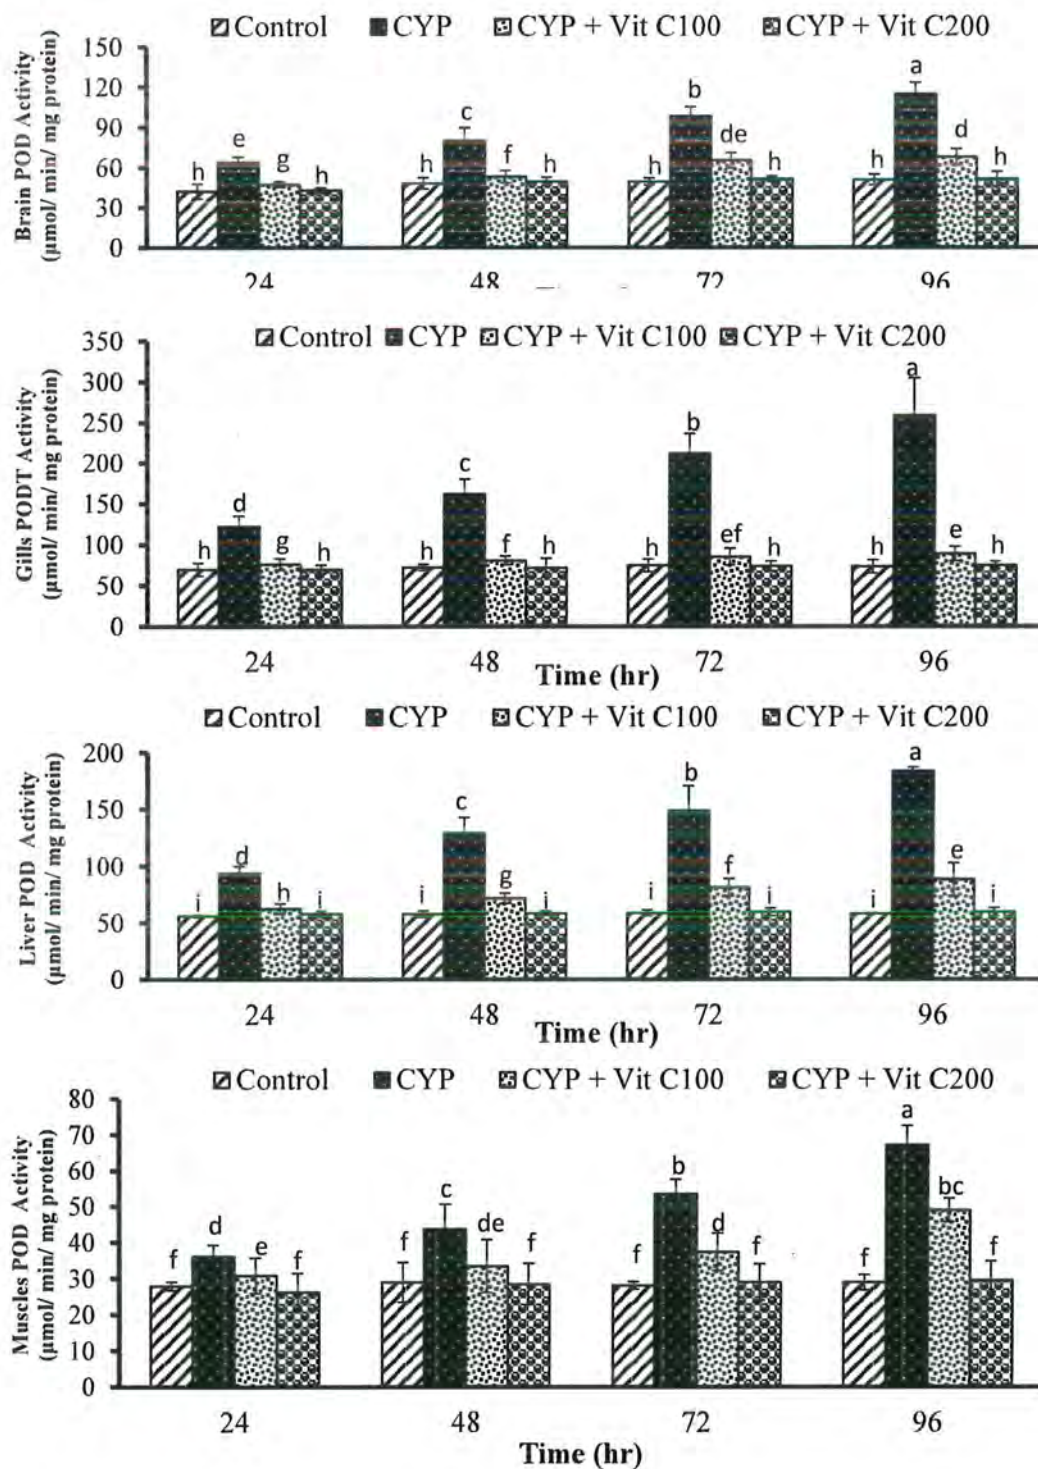 Control CYP CYP + Vit C100 CYP + Vit C200
Brain POD Activity
(µmol/ min/ mg protein)
150
120
90
60
30
0
h e g h
h c f h
h b de h
h a d h
24 48 72 96
Control CYP CYP + Vit C100 CYP + Vit C200
Gills PODT Activity
(µmol/ min/ mg protein)
350
300
250
200
150
100
50
0
h d g h
h c f h
h b ef h
h a e h
24 48 72 96
Time (hr)
Control CYP CYP + Vit C100 CYP + Vit C200
Liver POD Activity
(µmol/ min/ mg protein)
200
150
100
50
0
i d h i
i c g i
i b f i
i a e i
24 48 72 96
Time (hr)
Control CYP CYP + Vit C100 CYP + Vit C200
Muscles POD Activity
(µmol/ min/ mg protein)
80
70
60
50
40
30
20
10
0
f d e f
f c de f
f b d f
f a bc f
24 48 72 96
Time (hr)